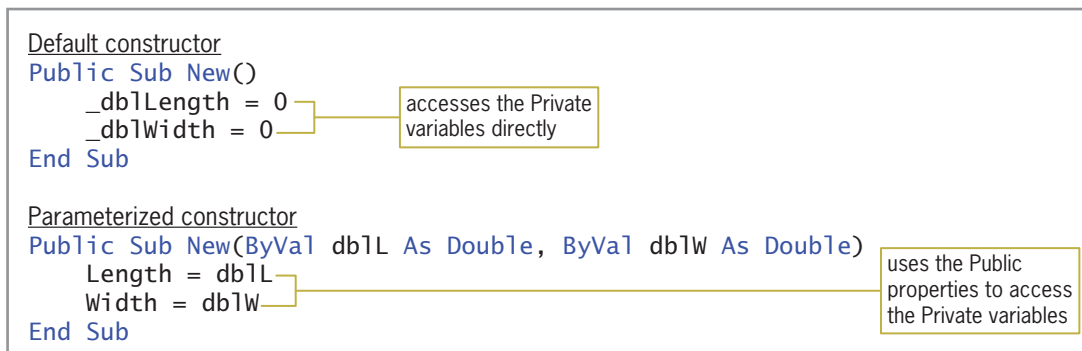 Default constructor
Public Sub New()
    _dblLength = 0
    _dblWidth = 0
accesses the Private
variables directly
End Sub
Parameterized constructor
Public Sub New(ByVal dblL As Double, ByVal dblW As Double)
    Length = dblL
    Width = dblW
uses the Public
properties to access
the Private variables
End Sub